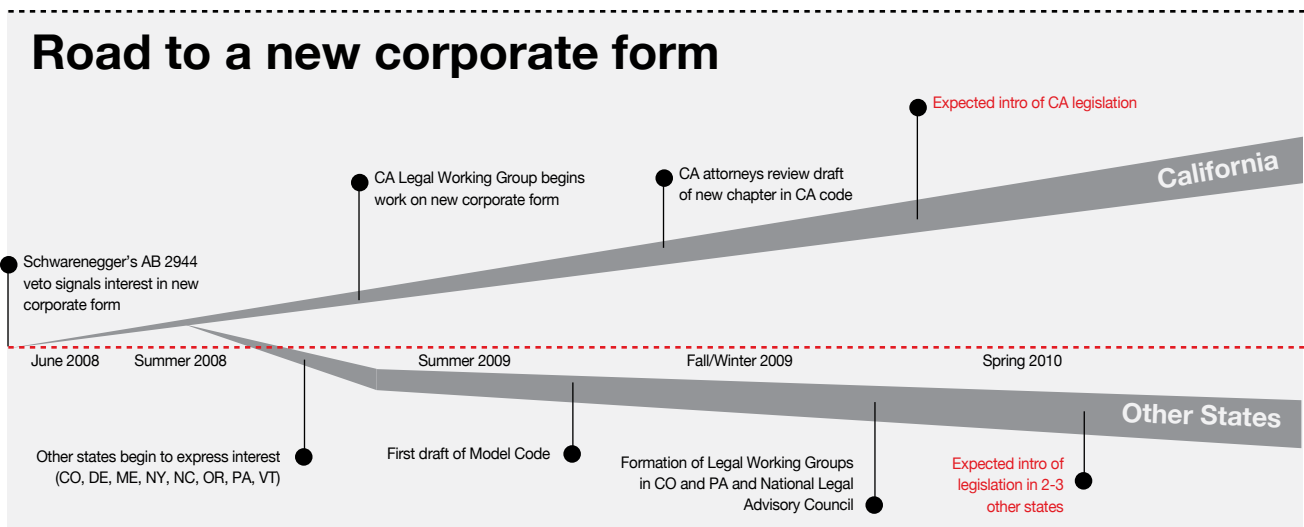 Road to a new corporate form
Expected intro of CA legislation
California
CA Legal Working Group begins
work on new corporate form
CA attorneys review draft
of new chapter in CA code
Schwarenegger's AB 2944
veto signals interest in new
corporate form
June 2008
Summer 2008
Summer 2009
Fall/Winter 2009
Spring 2010
Other States
Other states begin to express interest
(CO, DE, ME, NY, NC, OR, PA, VT)
First draft of Model Code
Formation of Legal Working Groups
in CO and PA and National Legal
Advisory Council
Expected intro of
legislation in 2-3
other states